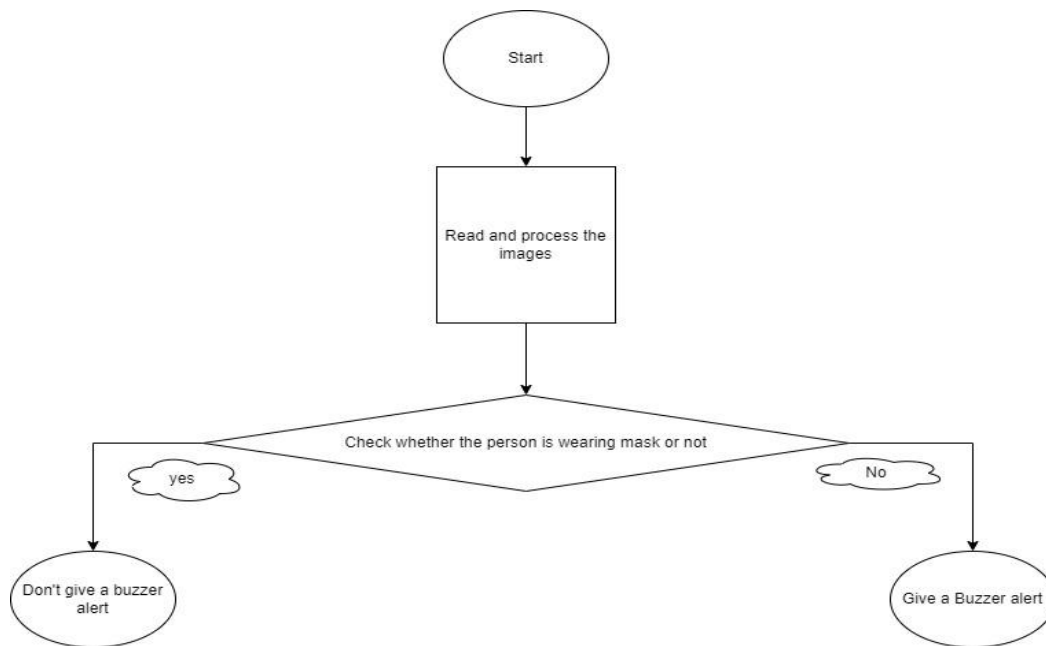 Start
Read and process the
images
Check whether the person is wearing mask or not
yes
No
Don't give a buzzer
alert
Give a Buzzer alert